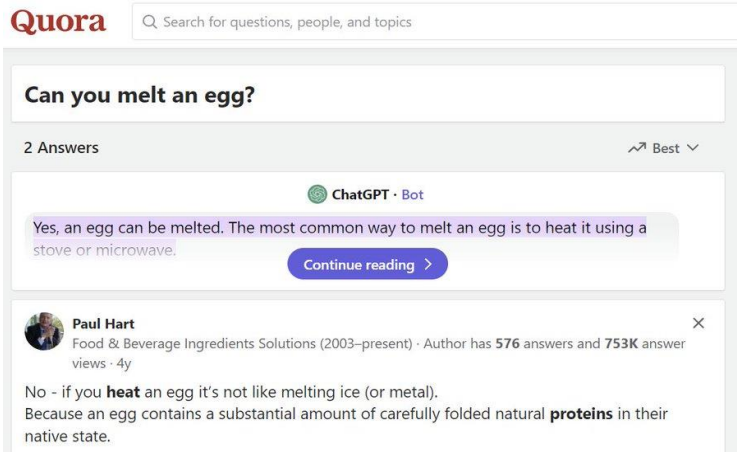 Quora
Search for questions, people, and topics
Can you melt an egg?
2 Answers
Best
ChatGPT · Bot
Yes, an egg can be melted. The most common way to melt an egg is to heat it using a
stove or microwave.
Continue reading
Paul Hart
Food & Beverage Ingredients Solutions (2003–present) · Author has 576 answers and 753K answer
views · 4y
No - if you heat an egg it's not like melting ice (or metal).
Because an egg contains a substantial amount of carefully folded natural proteins in their
native state.